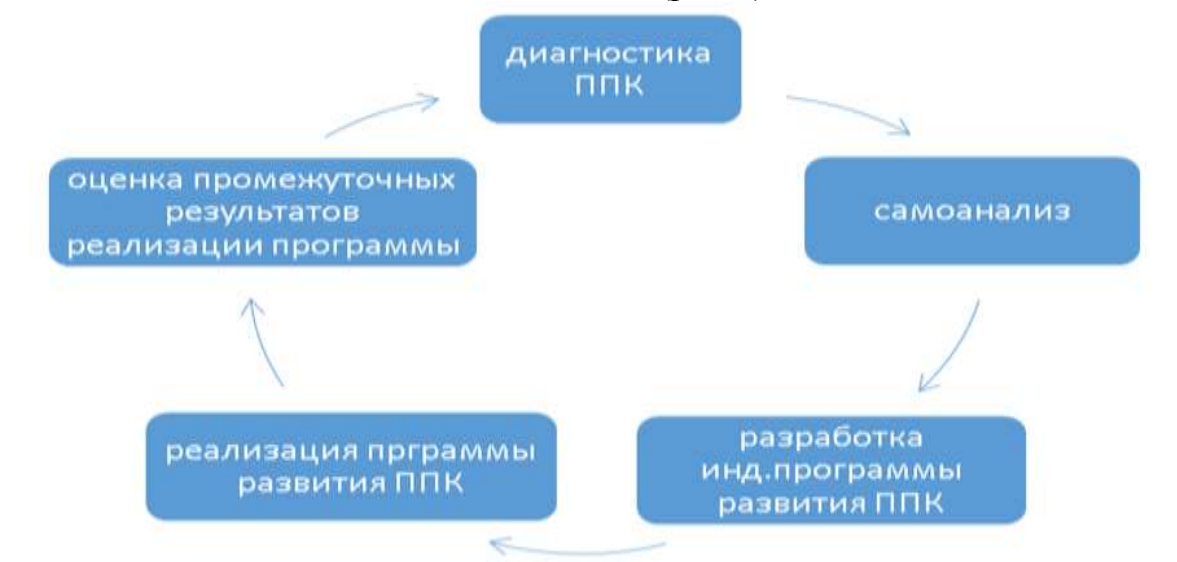 диагностика
ППК
самоанализ
разработка
инд.программы
развития ППК
реализация прграммы
развития ППК
оценка промежуточных
результатов
реализации программы